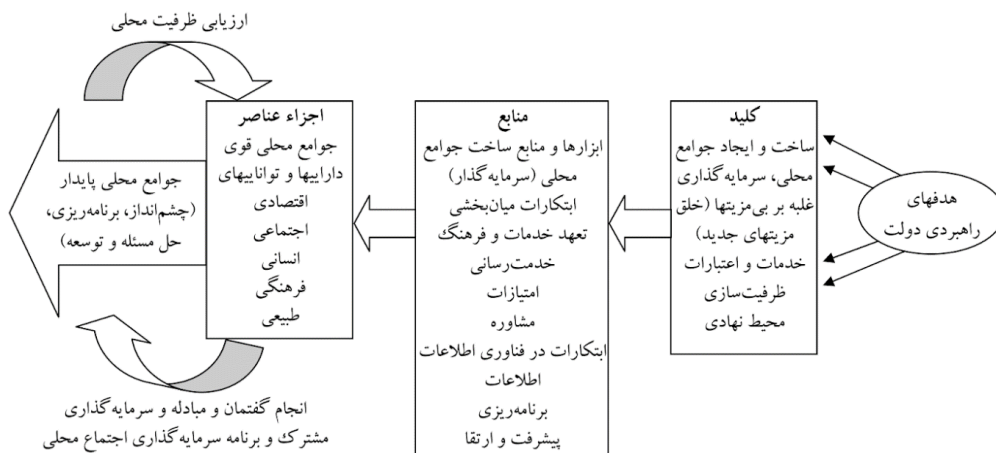 ارزیابی ظرفیت محلی
هدفهای
راهبردی دولت
کلید
ساخت و ایجاد جوامع
محلی، سرمایه‌گذاری
غلبه بر بی‌مزیتها (خلق
مزیتهای جدید)
خدمات و اعتبارات
ظرفیت‌سازی
محیط نهادی
منابع
ابزارها و منابع ساخت جوامع
محلی (سرمایه‌گذار)
ابتکارات میان‌بخشی
تعهد خدمات و فرهنگ
خدمت‌رسانی
امتیازات
مشاوره
ابتکارات در فناوری اطلاعات
اطلاعات
برنامه‌ریزی
پیشرفت و ارتقا
اجزاء عناصر
جوامع محلی قوی
داراییها و تواناییهای
اقتصادی
اجتماعی
انسانی
فرهنگی
طبیعی
جوامع محلی پایدار
(چشم‌انداز، برنامه‌ریزی،
حل مسئله و توسعه)
انجام گفتمان و مبادله و سرمایه‌گذاری
مشترک و برنامه سرمایه‌گذاری اجتماع محلی